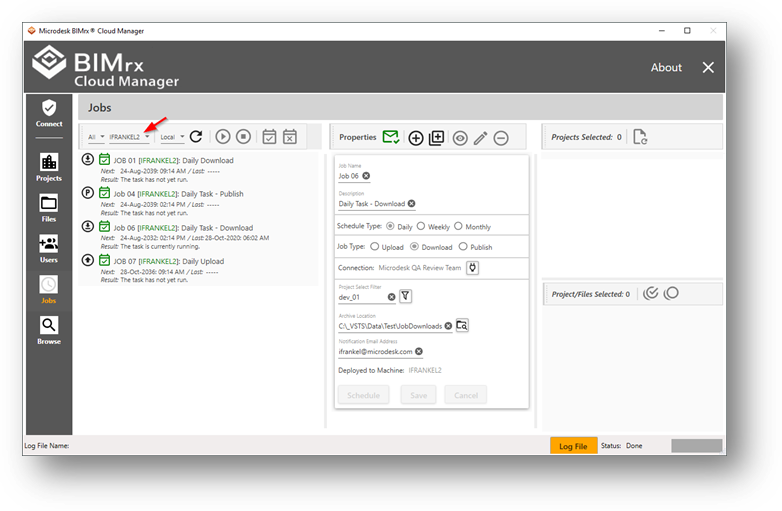 Microdesk BIMrx® Cloud Manager
BIMrx
Cloud Manager
About
Connect
Projects
Files
Users
Jobs
Browse
Jobs
All IFRANKEL2 Local
JOB 01 [IFRANKEL2]: Daily Download
Next: 24-Aug-2039: 09:14 AM / Last: -----
Result: The task has not yet run.
Job 04 [IFRANKEL2]: Daily Task - Publish
Next: 24-Aug-2039: 02:14 PM / Last: -----
Result: The task has not yet run.
Job 06 [IFRANKEL2]: Daily Task - Download
Next: 24-Aug-2032: 02:14 PM / Last: 28-Oct-2020: 06:02 AM
Result: The task is currently running.
JOB 07 [IFRANKEL2]: Daily Upload
Next: 28-Oct-2036: 09:14 AM / Last: -----
Result: The task has not yet run.
Properties
Job Name
Job 06
Description
Daily Task - Download
Schedule Type: Daily Weekly Monthly
Job Type: Upload Download Publish
Connection: Microdesk QA Review Team
Project Select Filter
dev_01
Archive Location
C:\_VSTS\Data\Test\JobDownloads
Notification Email Address
ifrankel@microdesk.com
Deployed to Machine: IFRANKEL2
Schedule Save Cancel
Projects Selected: 0
Project/Files Selected: 0
Log File Name:
Log File
Status: Done